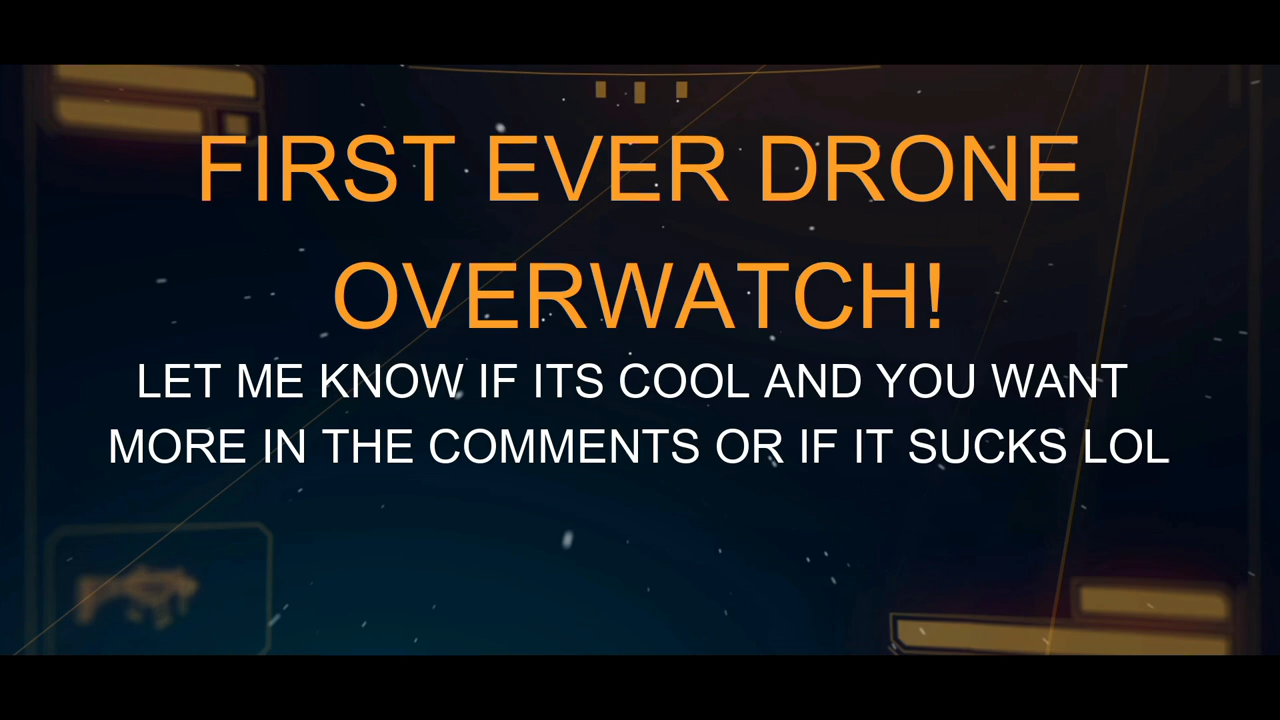 FIRST EVER DRONE
OVERWATCH!
LET ME KNOW IF ITS COOL AND YOU WANT
MORE IN THE COMMENTS OR IF IT SUCKS LOL